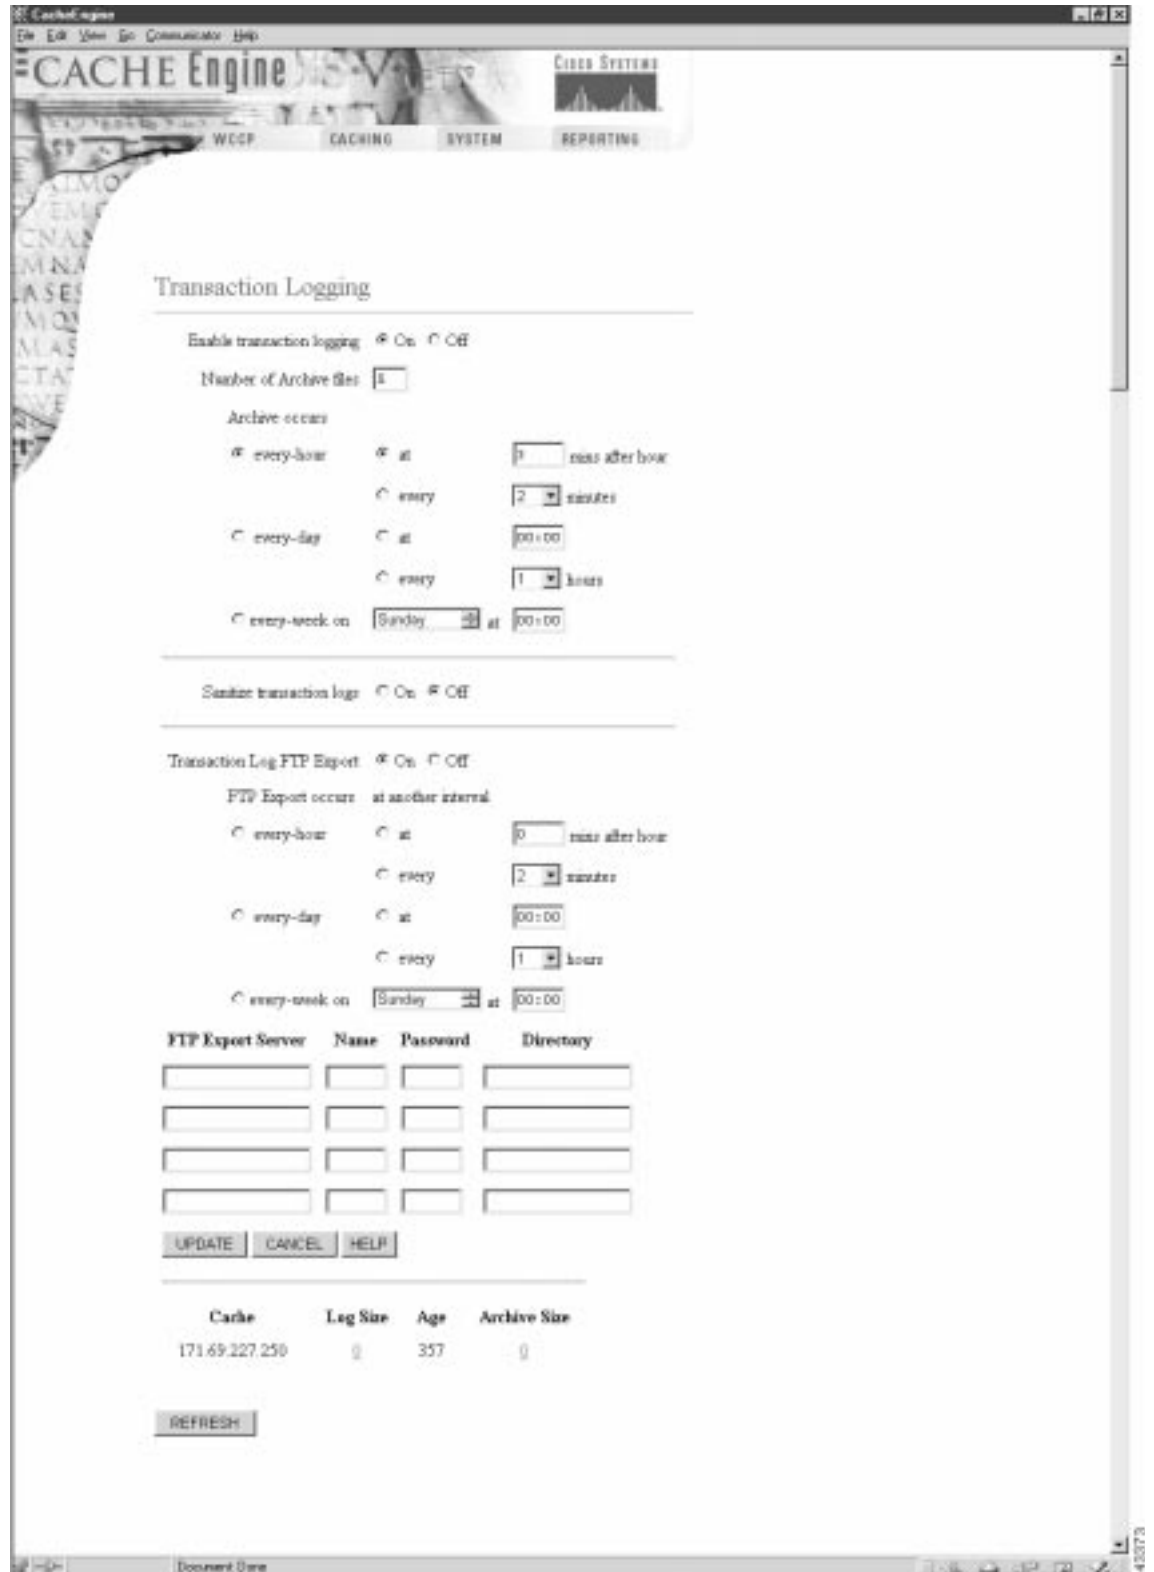 CacheEngine
File Edit View Go Communicator Help
CACHE Engine
CISCO SYSTEMS
WCCP CACHING SYSTEM REPORTING
Transaction Logging
Enable transaction logging On Off
Number of Archive files
Archive occurs
every-hour at mins after hour
every 2 minutes
every-day at 00:00
every 1 hours
every-week on Sunday at 00:00
Sanitize transaction logs On Off
Transaction Log FTP Export On Off
FTP Export occurs at another interval
every-hour at 0 mins after hour
every 2 minutes
every-day at 00:00
every 1 hours
every-week on Sunday at 00:00
FTP Export Server Name Password Directory
UPDATE CANCEL HELP
Cache Log Size Age Archive Size
171.69.227.250 0 357 0
REFRESH
Document Done
43373